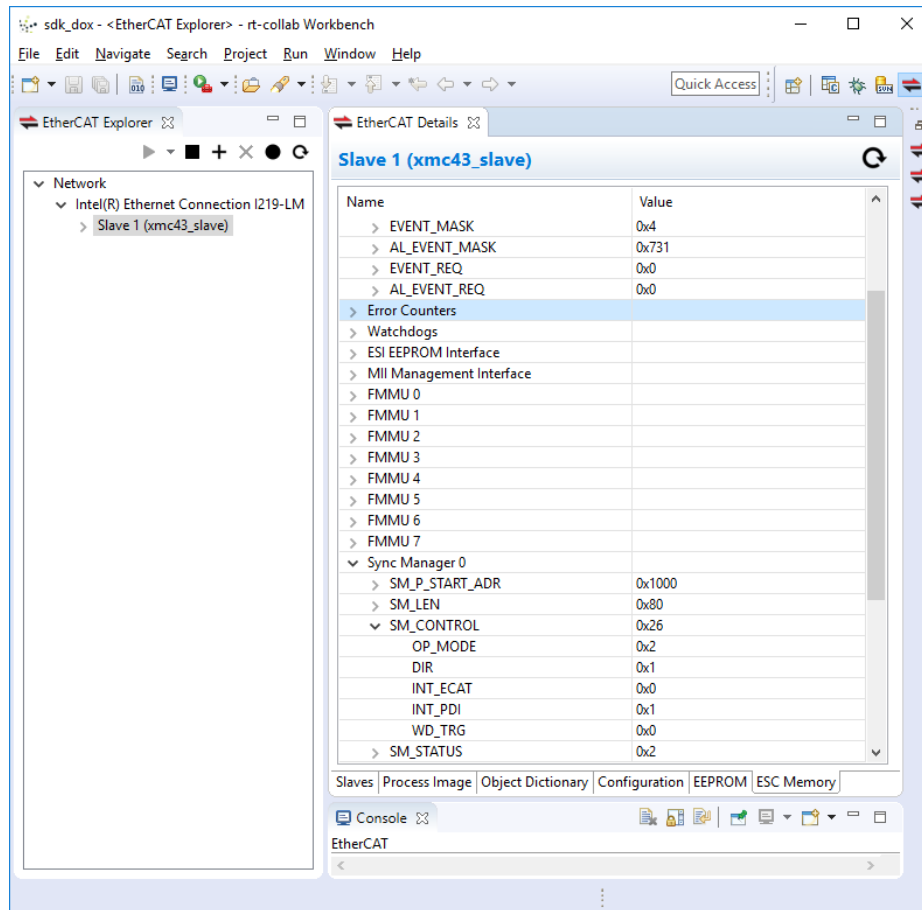 sdk_dox - <EtherCAT Explorer> - rt-collab Workbench
File Edit Navigate Search Project Run Window Help
Quick Access
EtherCAT Explorer
Network
Intel(R) Ethernet Connection I219-LM
Slave 1 (xmc43_slave)
EtherCAT Details
Slave 1 (xmc43_slave)
Name Value
EVENT_MASK 0x4
AL_EVENT_MASK 0x731
EVENT_REQ 0x0
AL_EVENT_REQ 0x0
Error Counters
Watchdogs
ESI EEPROM Interface
MII Management Interface
FMMU 0
FMMU 1
FMMU 2
FMMU 3
FMMU 4
FMMU 5
FMMU 6
FMMU 7
Sync Manager 0
SM_P_START_ADR 0x1000
SM_LEN 0x80
SM_CONTROL 0x26
OP_MODE 0x2
DIR 0x1
INT_ECAT 0x0
INT_PDI 0x1
WD_TRG 0x0
SM_STATUS 0x2
Slaves Process Image Object Dictionary Configuration EEPROM ESC Memory
Console
EtherCAT